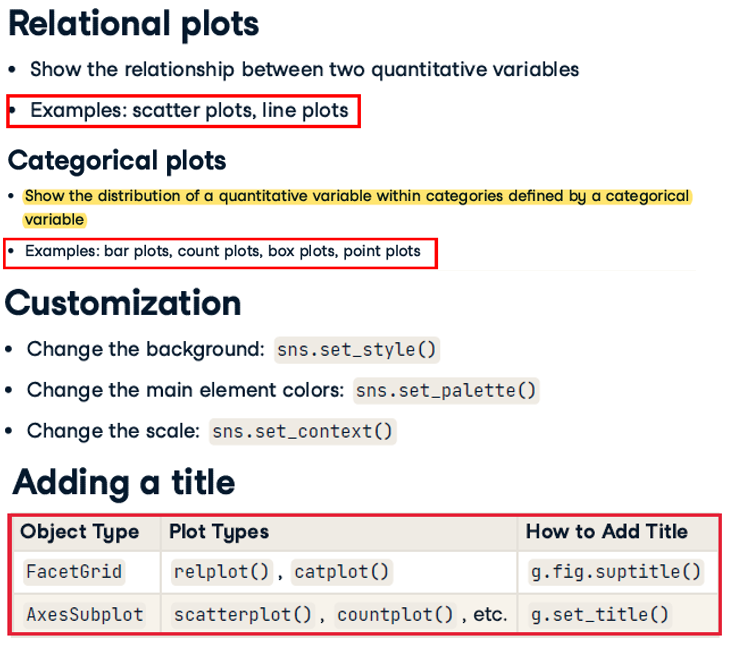 Relational plots
• Show the relationship between two quantitative variables
• Examples: scatter plots, line plots
Categorical plots
• Show the distribution of a quantitative variable within categories defined by a categorical
variable
• Examples: bar plots, count plots, box plots, point plots
Customization
• Change the background: sns.set_style()
• Change the main element colors: sns.set_palette()
• Change the scale: sns.set_context()
Adding a title
Object Type Plot Types How to Add Title
FacetGrid relplot() , catplot() g.fig.suptitle()
AxesSubplot scatterplot() , countplot() , etc. g.set_title()